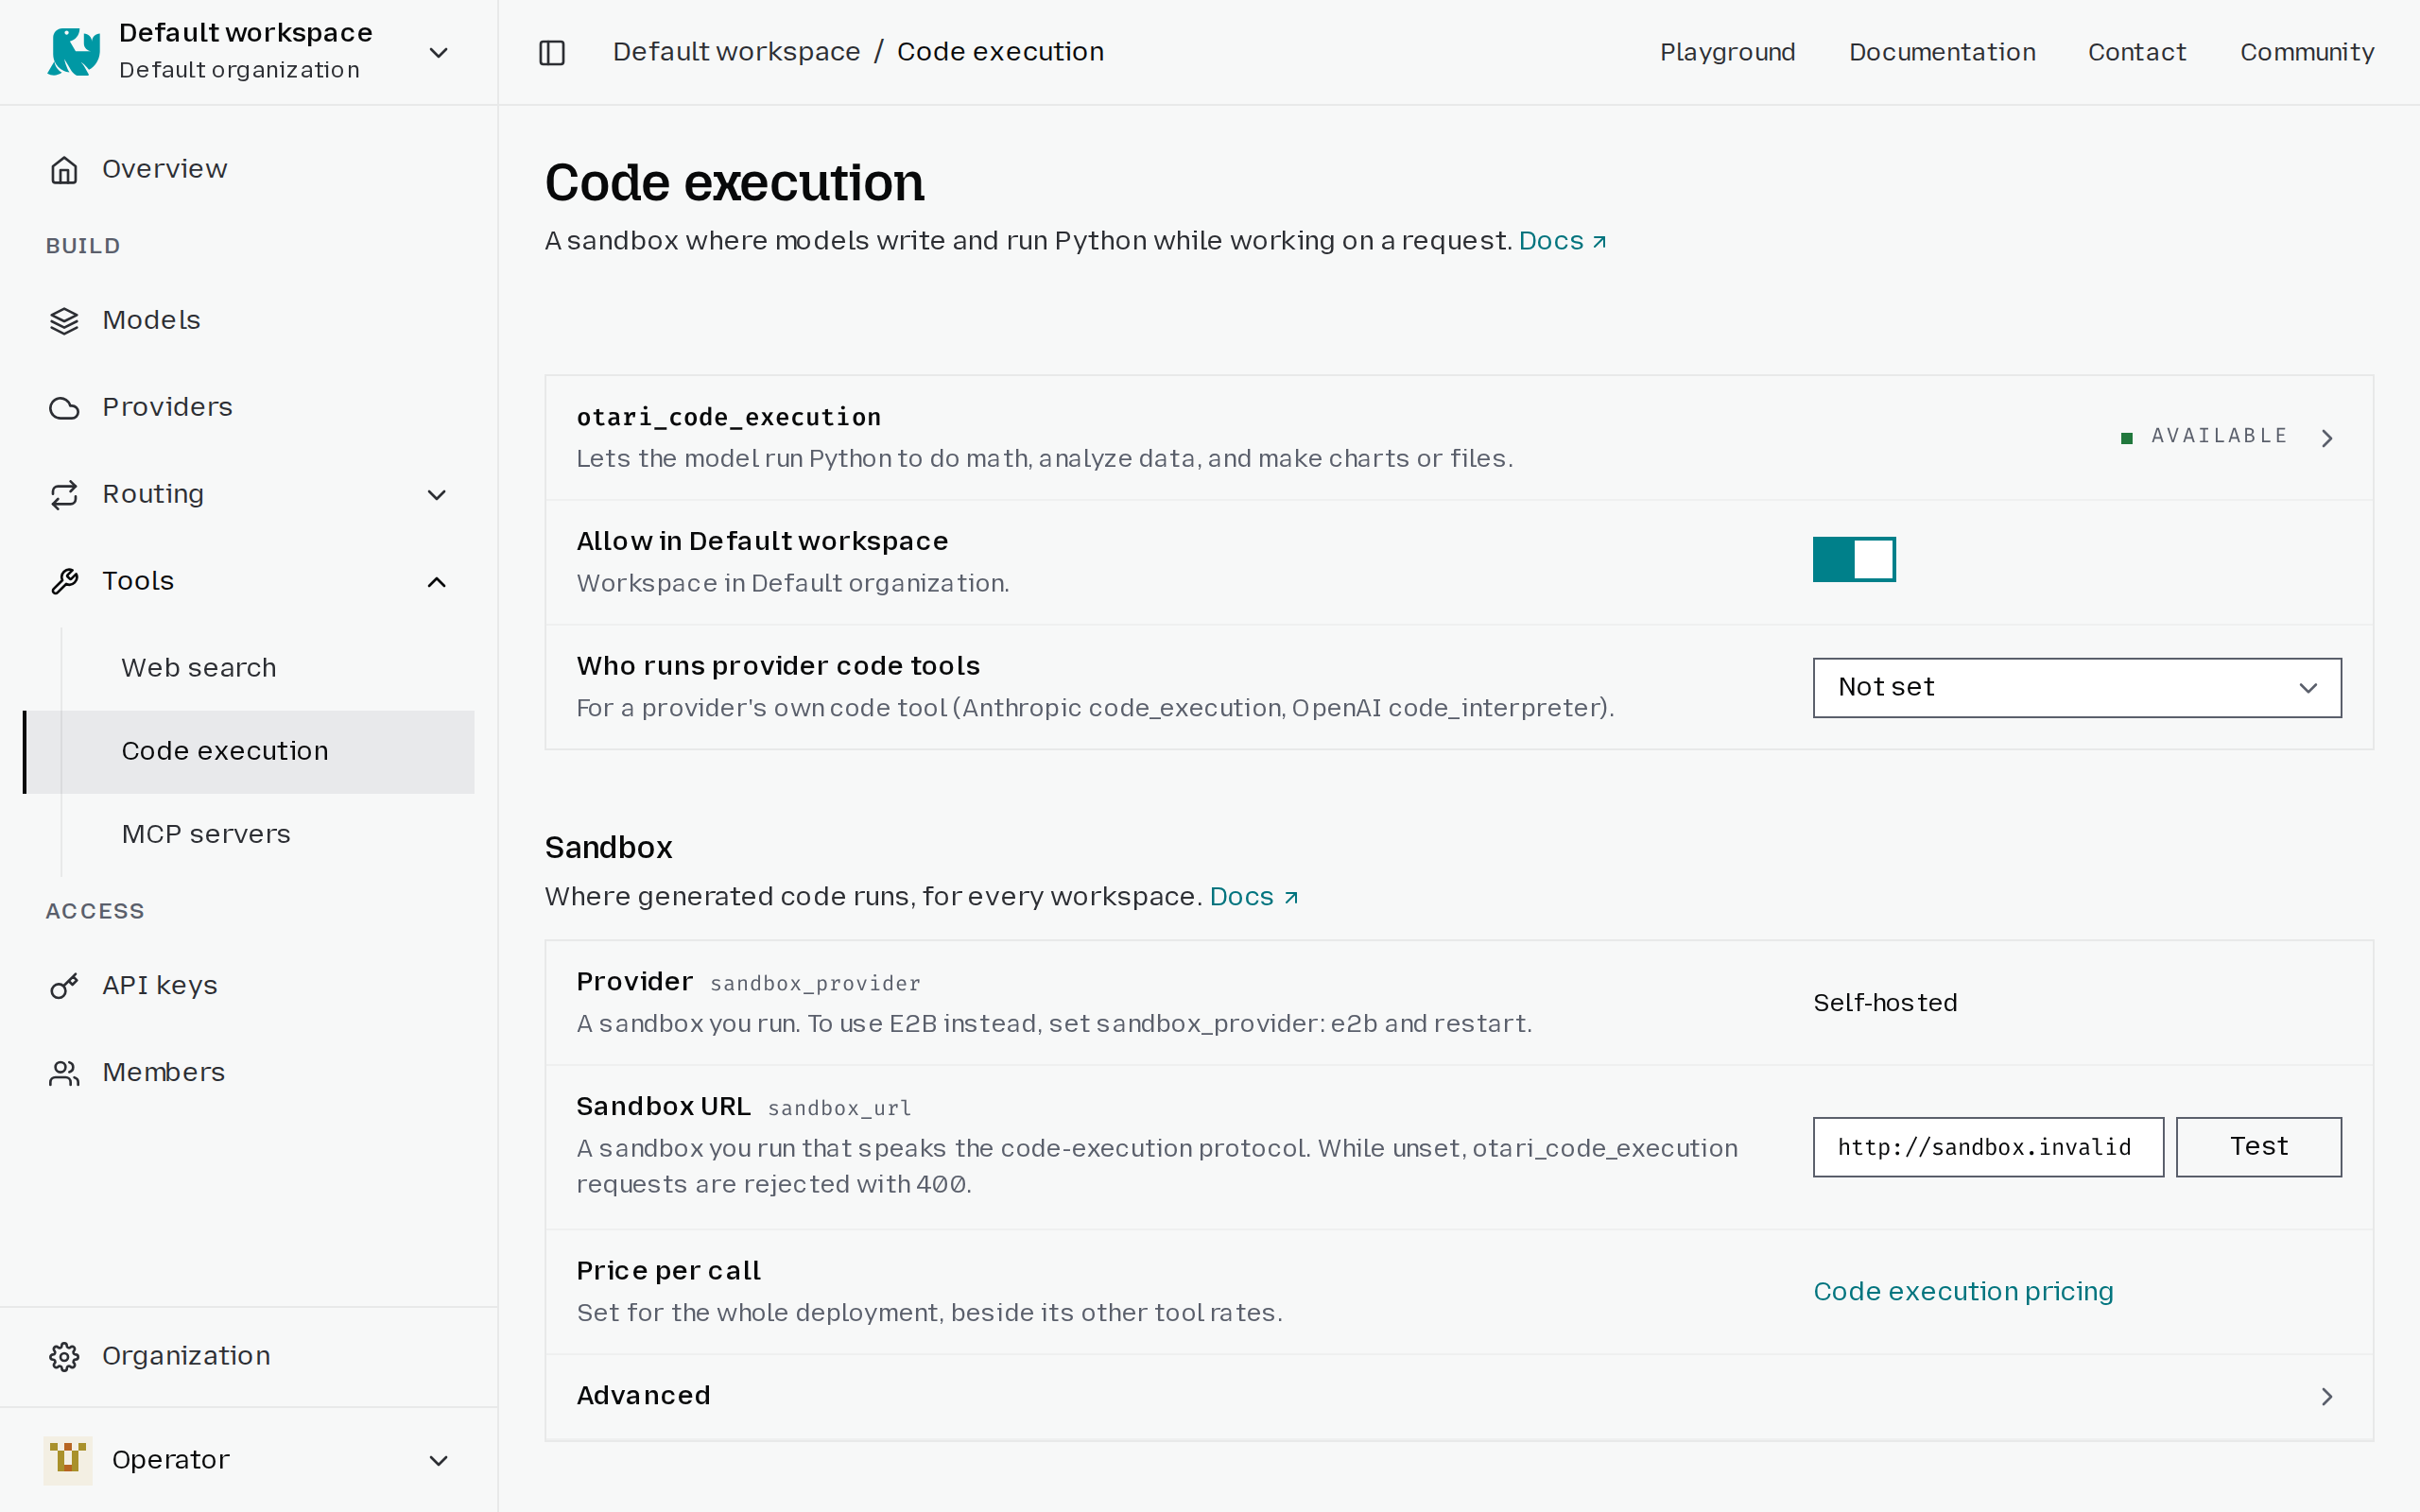 Default workspace
Default organization
Default workspace / Code execution
Playground
Documentation
Contact
Community
Overview
BUILD
Models
Providers
Routing
Tools
Web search
Code execution
MCP servers
ACCESS
API keys
Members
Organization
Operator
Code execution
A sandbox where models write and run Python while working on a request. Docs
otari_code_execution
Lets the model run Python to do math, analyze data, and make charts or files.
AVAILABLE
Allow in Default workspace
Workspace in Default organization.
Who runs provider code tools
For a provider's own code tool (Anthropic code_execution, OpenAI code_interpreter).
Not set
Sandbox
Where generated code runs, for every workspace. Docs
Provider sandbox_provider
A sandbox you run. To use E2B instead, set sandbox_provider: e2b and restart.
Self-hosted
Sandbox URL sandbox_url
A sandbox you run that speaks the code-execution protocol. While unset, otari_code_execution
requests are rejected with 400.
http://sandbox.invalid
Test
Price per call
Set for the whole deployment, beside its other tool rates.
Code execution pricing
Advanced